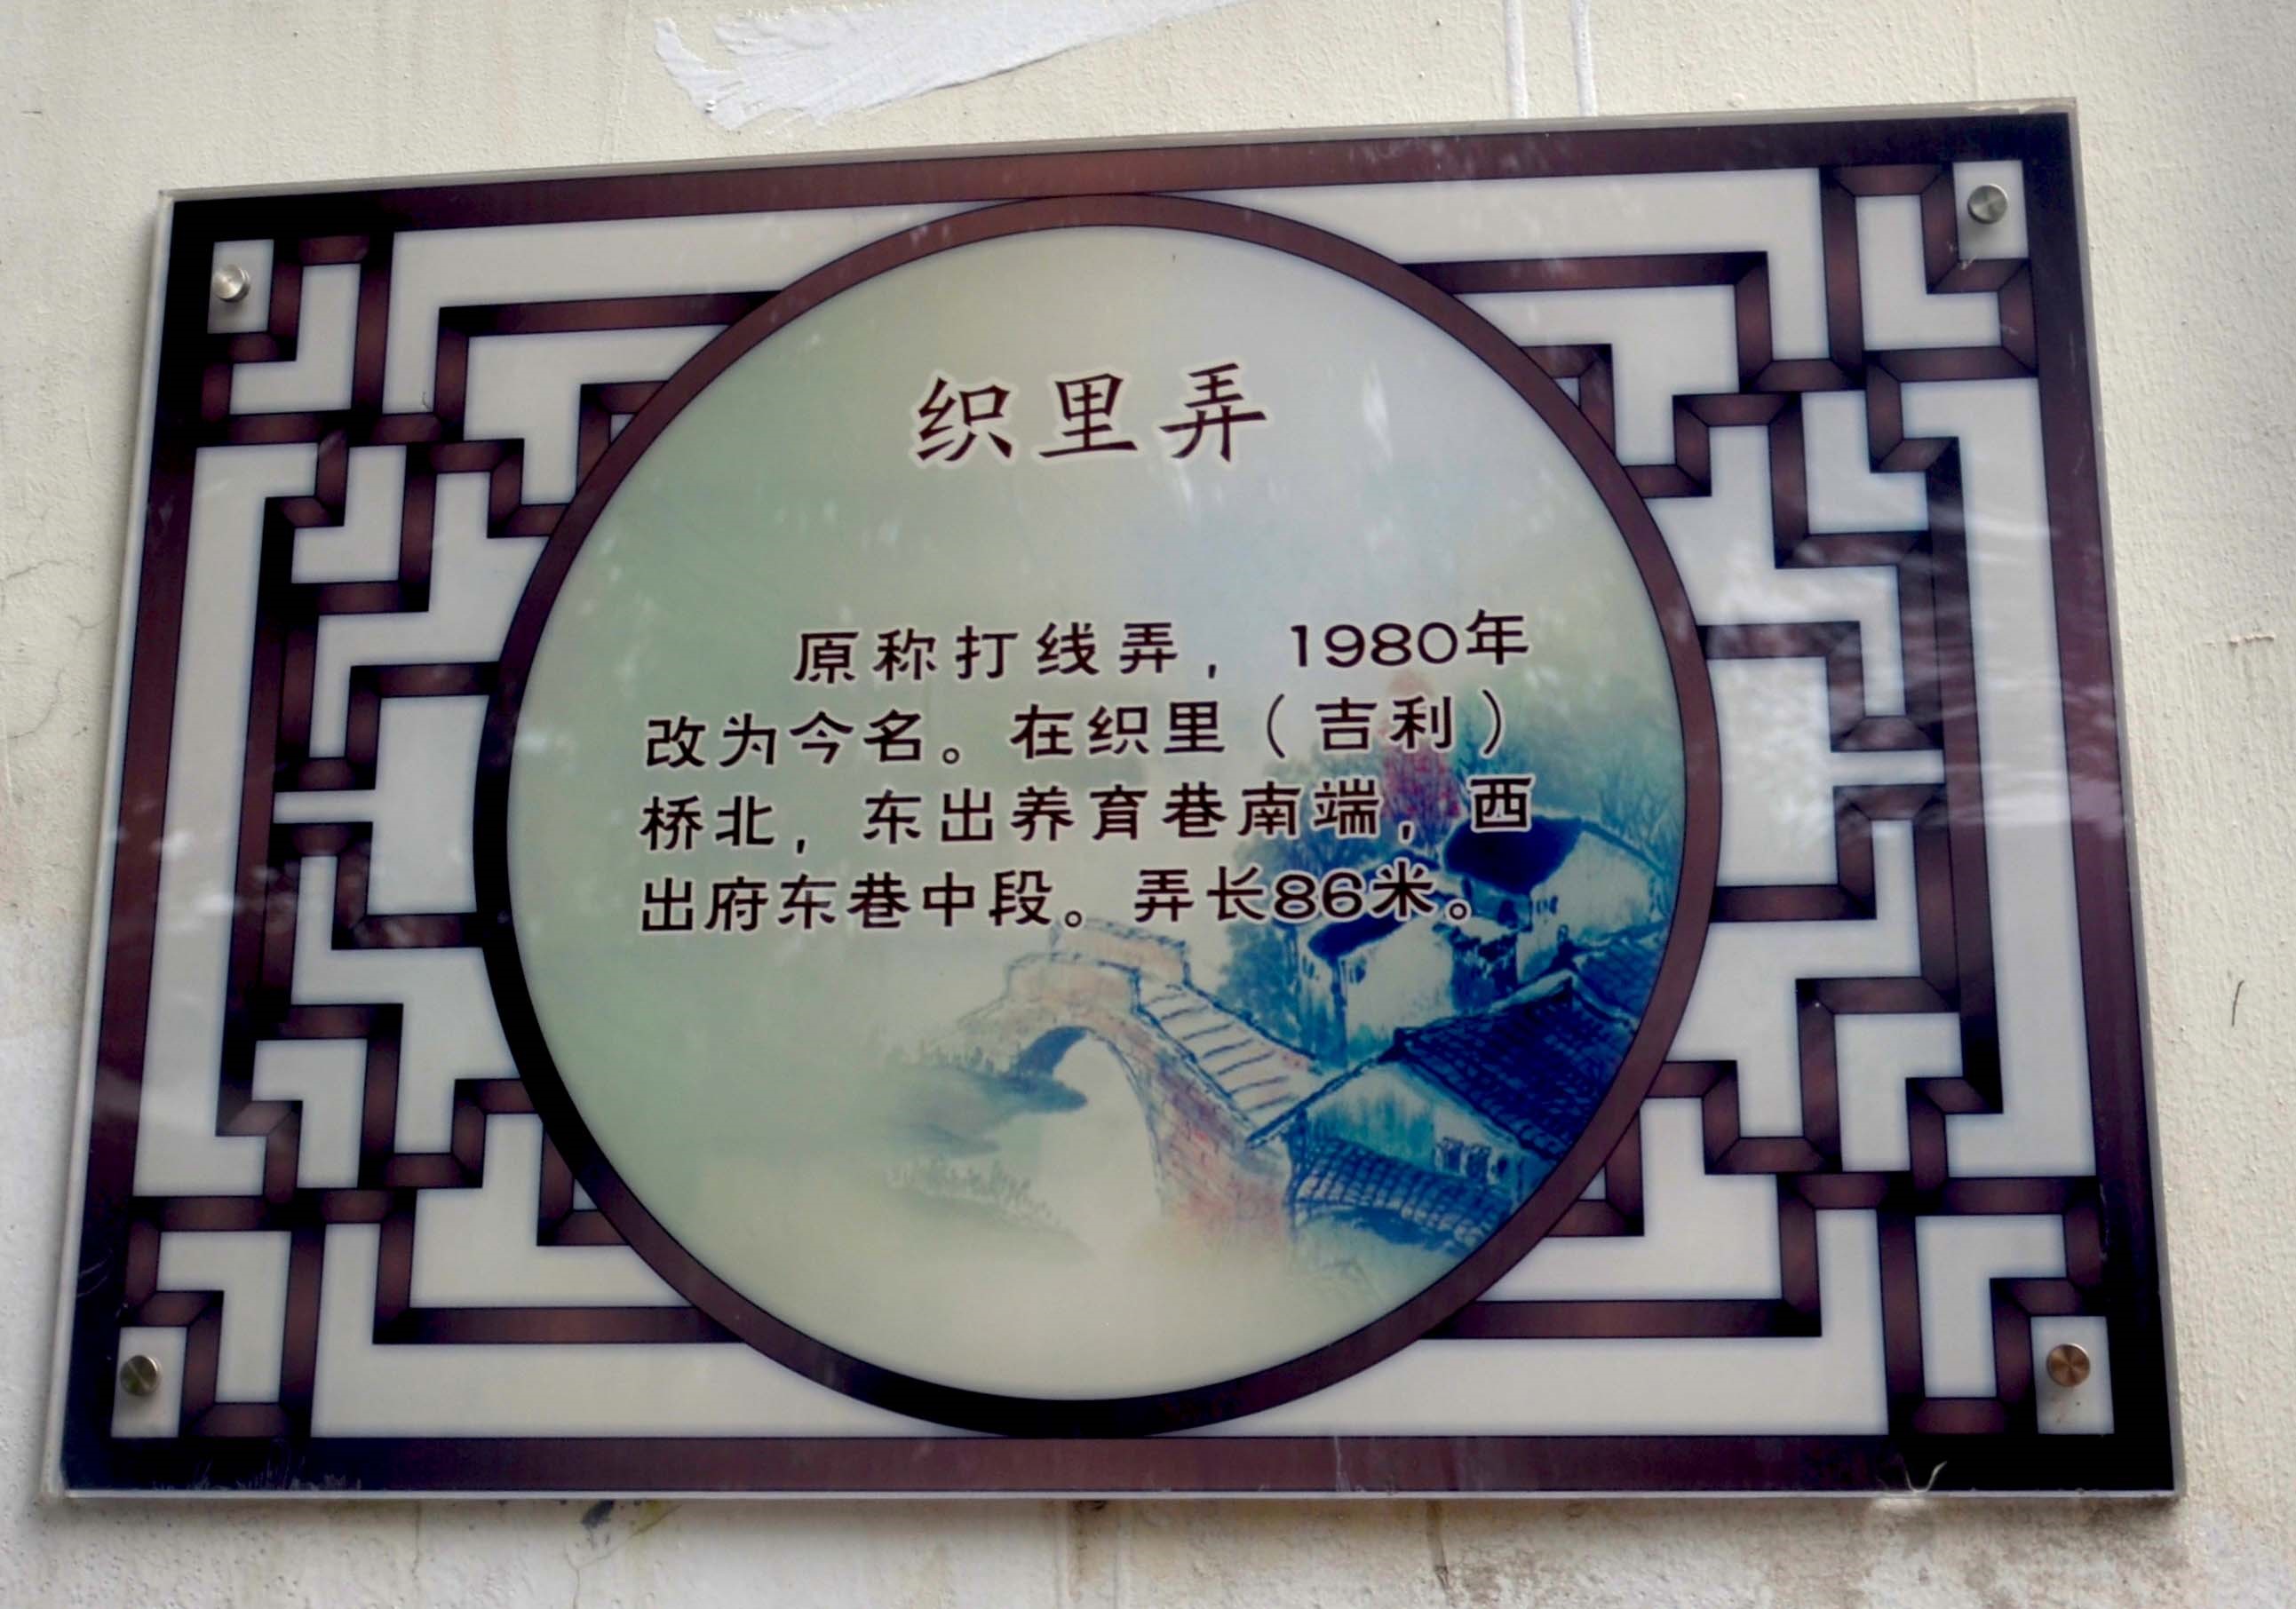 织里弄
原称打线弄，1980年
改为今名。在织里（吉利）
桥北，东出养育巷南端，西
出府东巷中段。弄长86米。